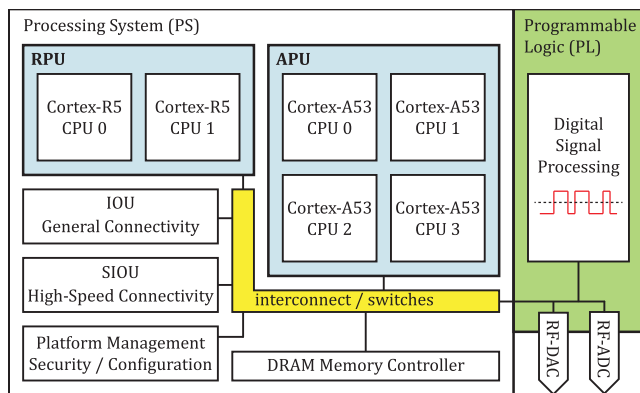 Processing System (PS)
RPU
Cortex-R5
CPU 0
Cortex-R5
CPU 1
APU
Cortex-A53
CPU 0
Cortex-A53
CPU 1
Cortex-A53
CPU 2
Cortex-A53
CPU 3
IOU
General Connectivity
SIOU
High-Speed Connectivity
Platform Management
Security / Configuration
interconnect / switches
DRAM Memory Controller
Programmable
Logic (PL)
Digital
Signal
Processing
RF-DAC
RF-ADC